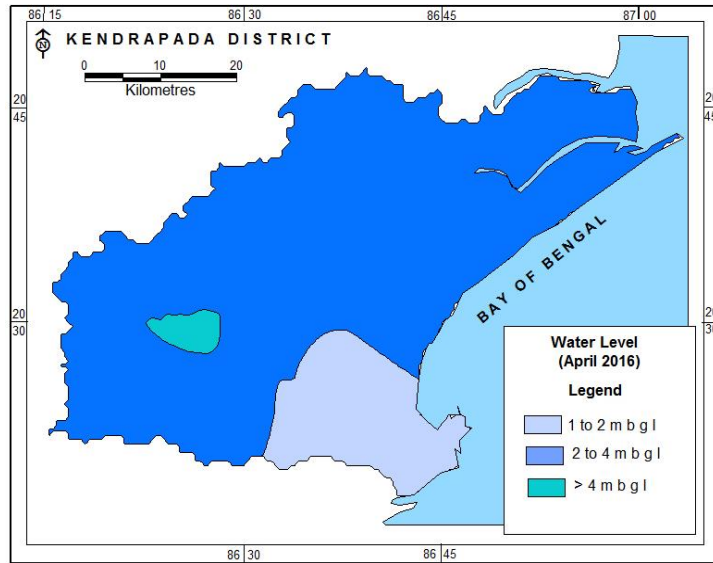 86 15 86 30 86 45 87 00
N KENDRAPADA DISTRICT
0 10 20
Kilometres
20 45
20 45
BAY OF BENGAL
20 30
20 30
Water Level
(April 2016)
Legend
1 to 2 m b g l
2 to 4 m b g l
> 4 m b g l
86 30 86 45